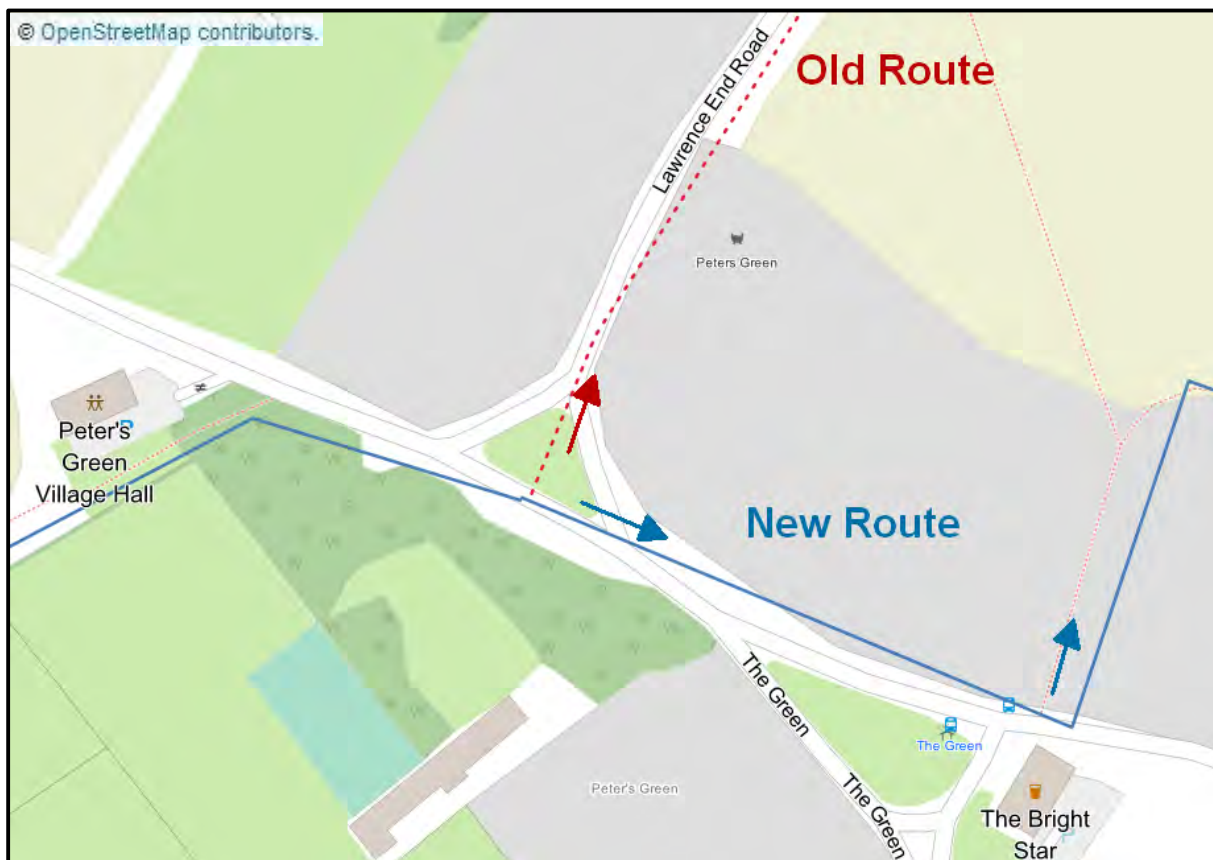 © OpenStreetMap contributors.
Old Route
Lawrence End Road
Peters Green
Peter's
Green
Village Hall
New Route
The Green
The Green
The Green
Peter's Green
The Bright
Star